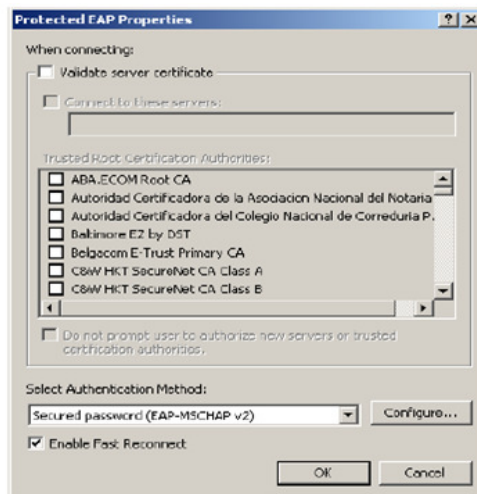 Protected EAP Properties
When connecting:
Validate server certificate
Connect to these servers:
Trusted Root Certification Authorities:
ABA.ECOM Root CA
Autoridad Certificadora de la Asociacion Nacional del Notaria
Autoridad Certificadora del Colegio Nacional de Correduria P.
Baltimore EZ by DST
Belgacom E-Trust Primary CA
C&W HKT SecureNet CA Class A
C&W HKT SecureNet CA Class B
Do not prompt user to authorize new servers or trusted
certification authorities.
Select Authentication Method:
Secured password (EAP-MSCHAP v2)
Configure...
Enable Fast Reconnect
OK
Cancel